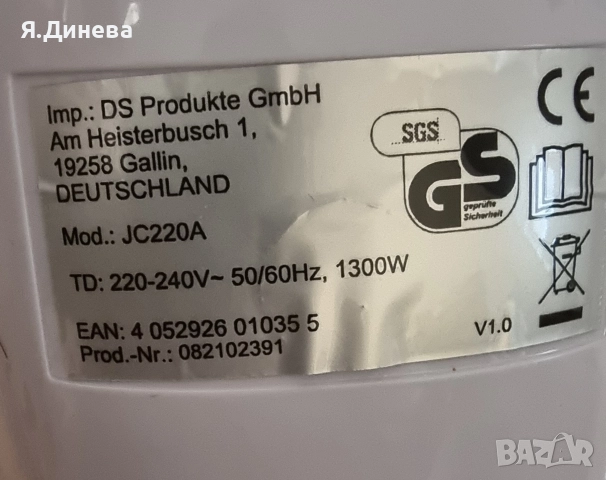 Я.Динева
Imp.: DS Produkte GmbH
Am Heisterbusch 1,
19258 Gallin,
DEUTSCHLAND
Mod.: JC220A
TD: 220-240V~ 50/60Hz, 1300W
EAN: 4 052926 01035 5
Prod.-Nr.: 082102391
V1.0
SGS
GS
geprüfte
Sicherheit
CE
BAZAR